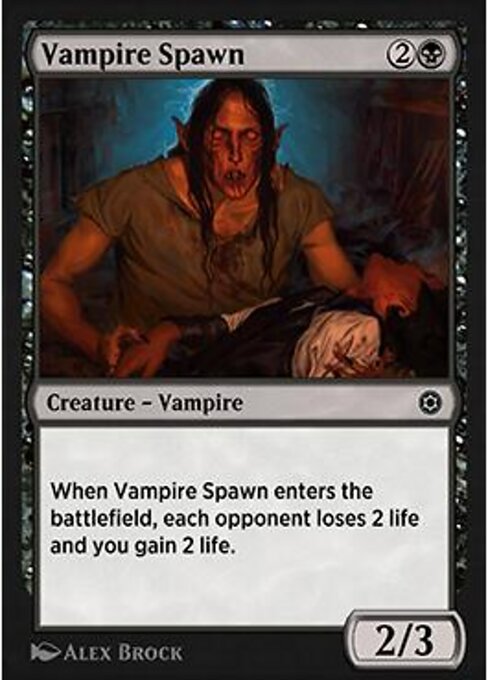 Vampire Spawn 2
Creature – Vampire
When Vampire Spawn enters the
battlefield, each opponent loses 2 life
and you gain 2 life.
2/3
ALEX BROCK